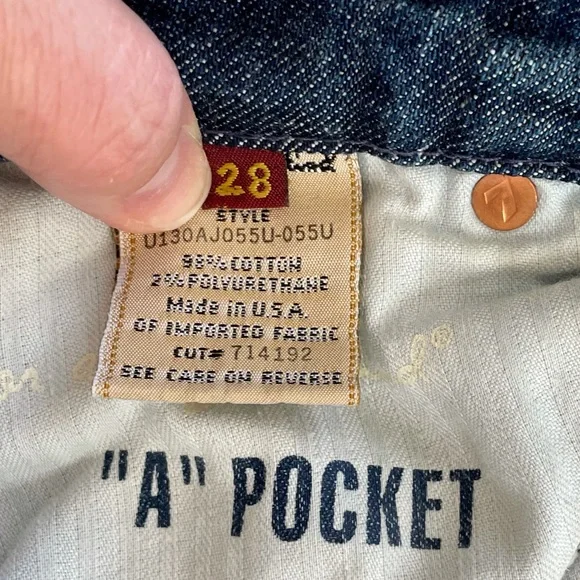 28
STYLE
U130AJ055U-055U
98% COTTON
2% POLYURETHANE
Made in U.S.A.
OF IMPORTED FABRIC
CUT# 714192
SEE CARE ON REVERSE
"A" POCKET